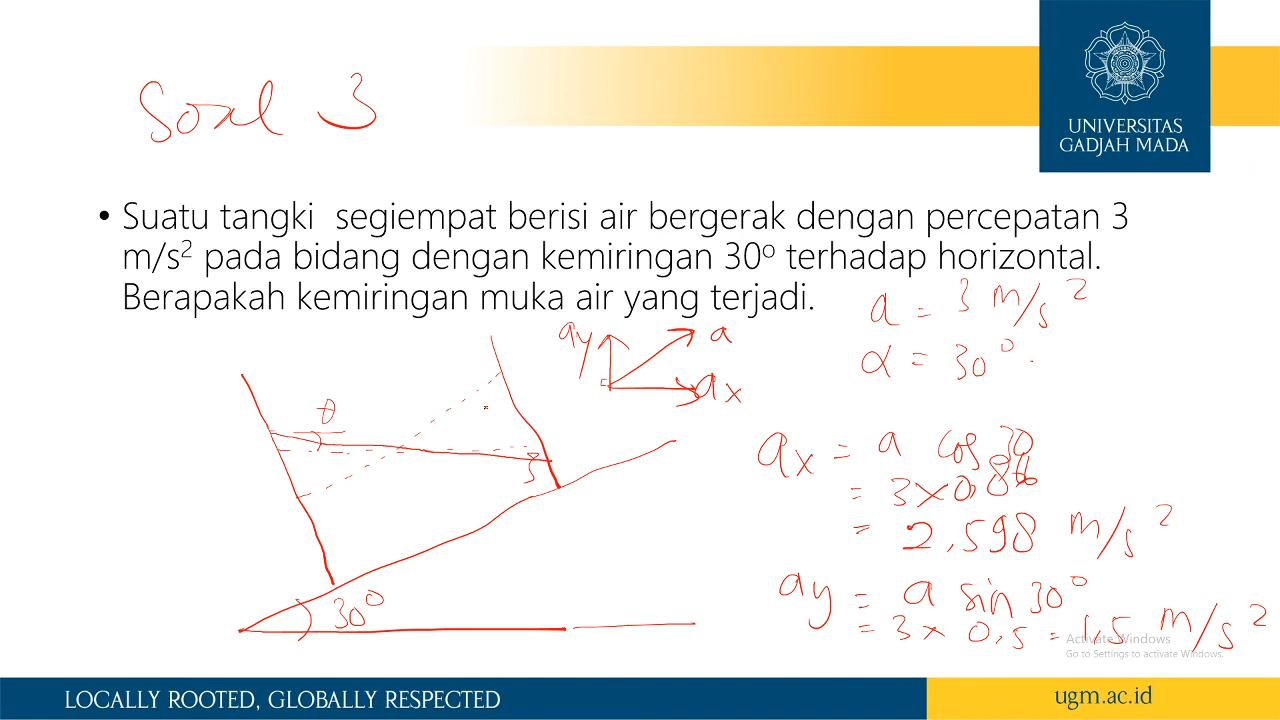 Soal 3
UNIVERSITAS
GADJAH MADA
• Suatu tangki segiempat berisi air bergerak dengan percepatan 3
m/s² pada bidang dengan kemiringan 30º terhadap horizontal.
Berapakah kemiringan muka air yang terjadi.
a = 3 m/s²
α = 30°
ay
a
ax
θ
30°
ax = a cos 30
= 3 x 0,866
= 2,598 m/s²
ay = a sin 30°
= 3 x 0,5 = 1,5 m/s²
Activate Windows
Go to Settings to activate Windows.
LOCALLY ROOTED, GLOBALLY RESPECTED
ugm.ac.id